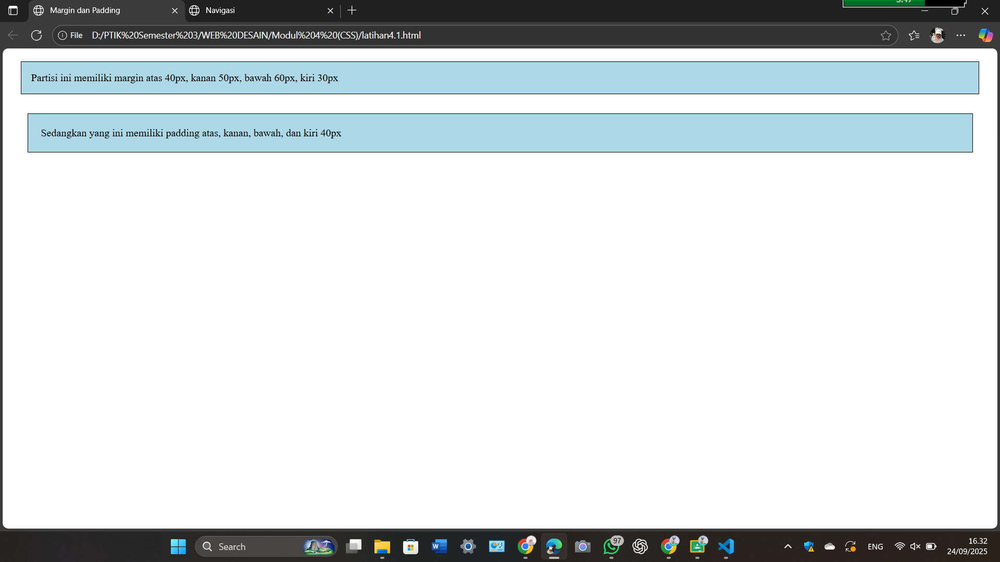 Margin dan Padding
Navigasi
File
D:/PTIK%20Semester%203/WEB%20DESAIN/Modul%204%20(CSS)/latihan4.1.html
Partisi ini memiliki margin atas 40px, kanan 50px, bawah 60px, kiri 30px
Sedangkan yang ini memiliki padding atas, kanan, bawah, dan kiri 40px
Search
W
97
ENG
16.32
24/09/2025